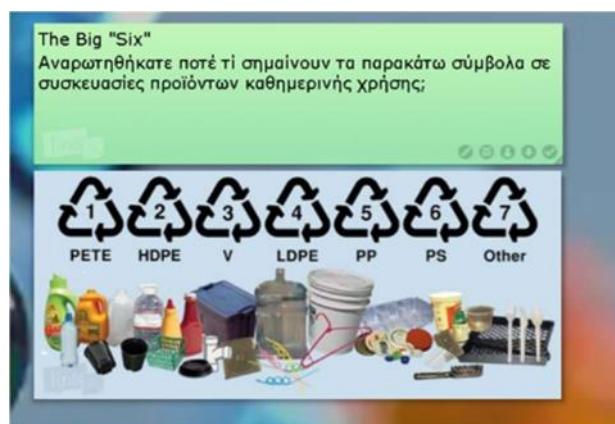 The Big "Six"
Αναρωτηθήκατε ποτέ τί σημαίνουν τα παρακάτω σύμβολα σε
συσκευασίες προϊόντων καθημερινής χρήσης;
1 2 3 4 5 6 7
PETE HDPE V LDPE PP PS Other